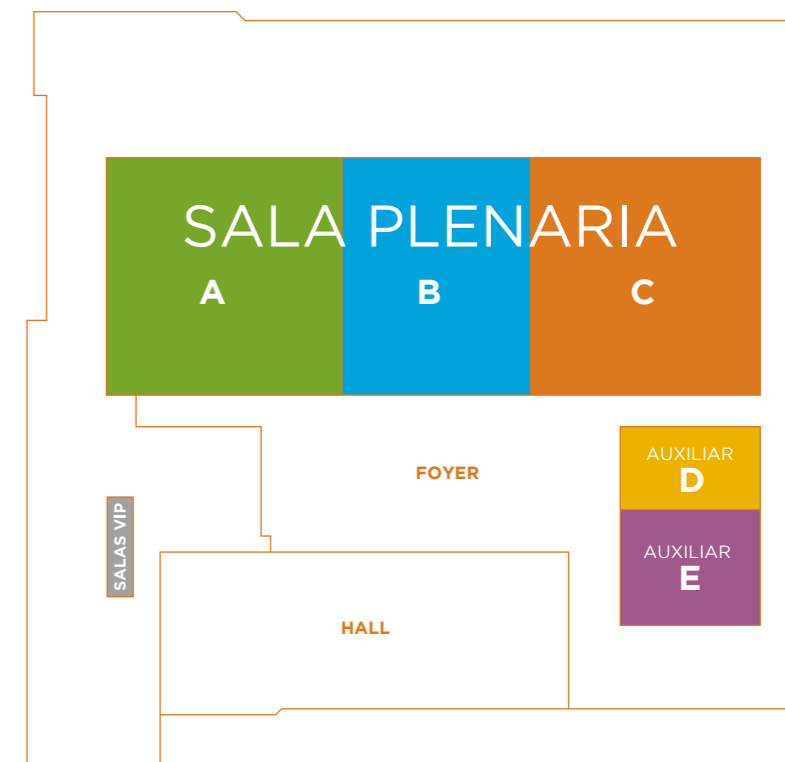 SALA PLENARIA
A
B
C
FOYER
AUXILIAR
D
AUXILIAR
E
SALAS VIP
HALL